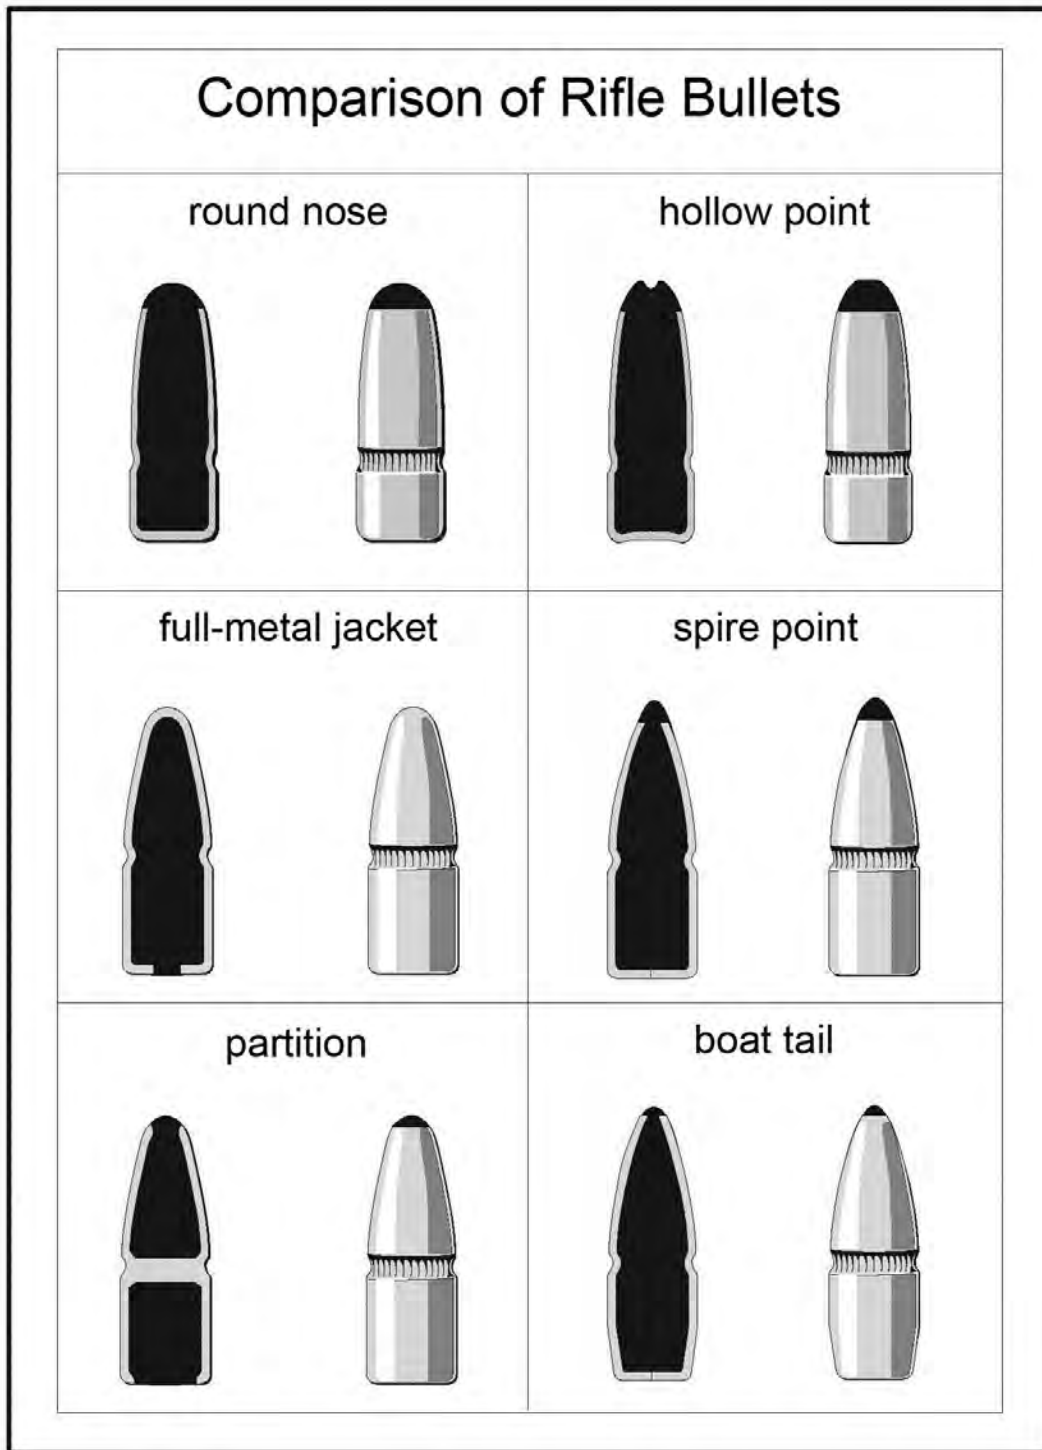 Comparison of Rifle Bullets
round nose
hollow point
full-metal jacket
spire point
partition
boat tail